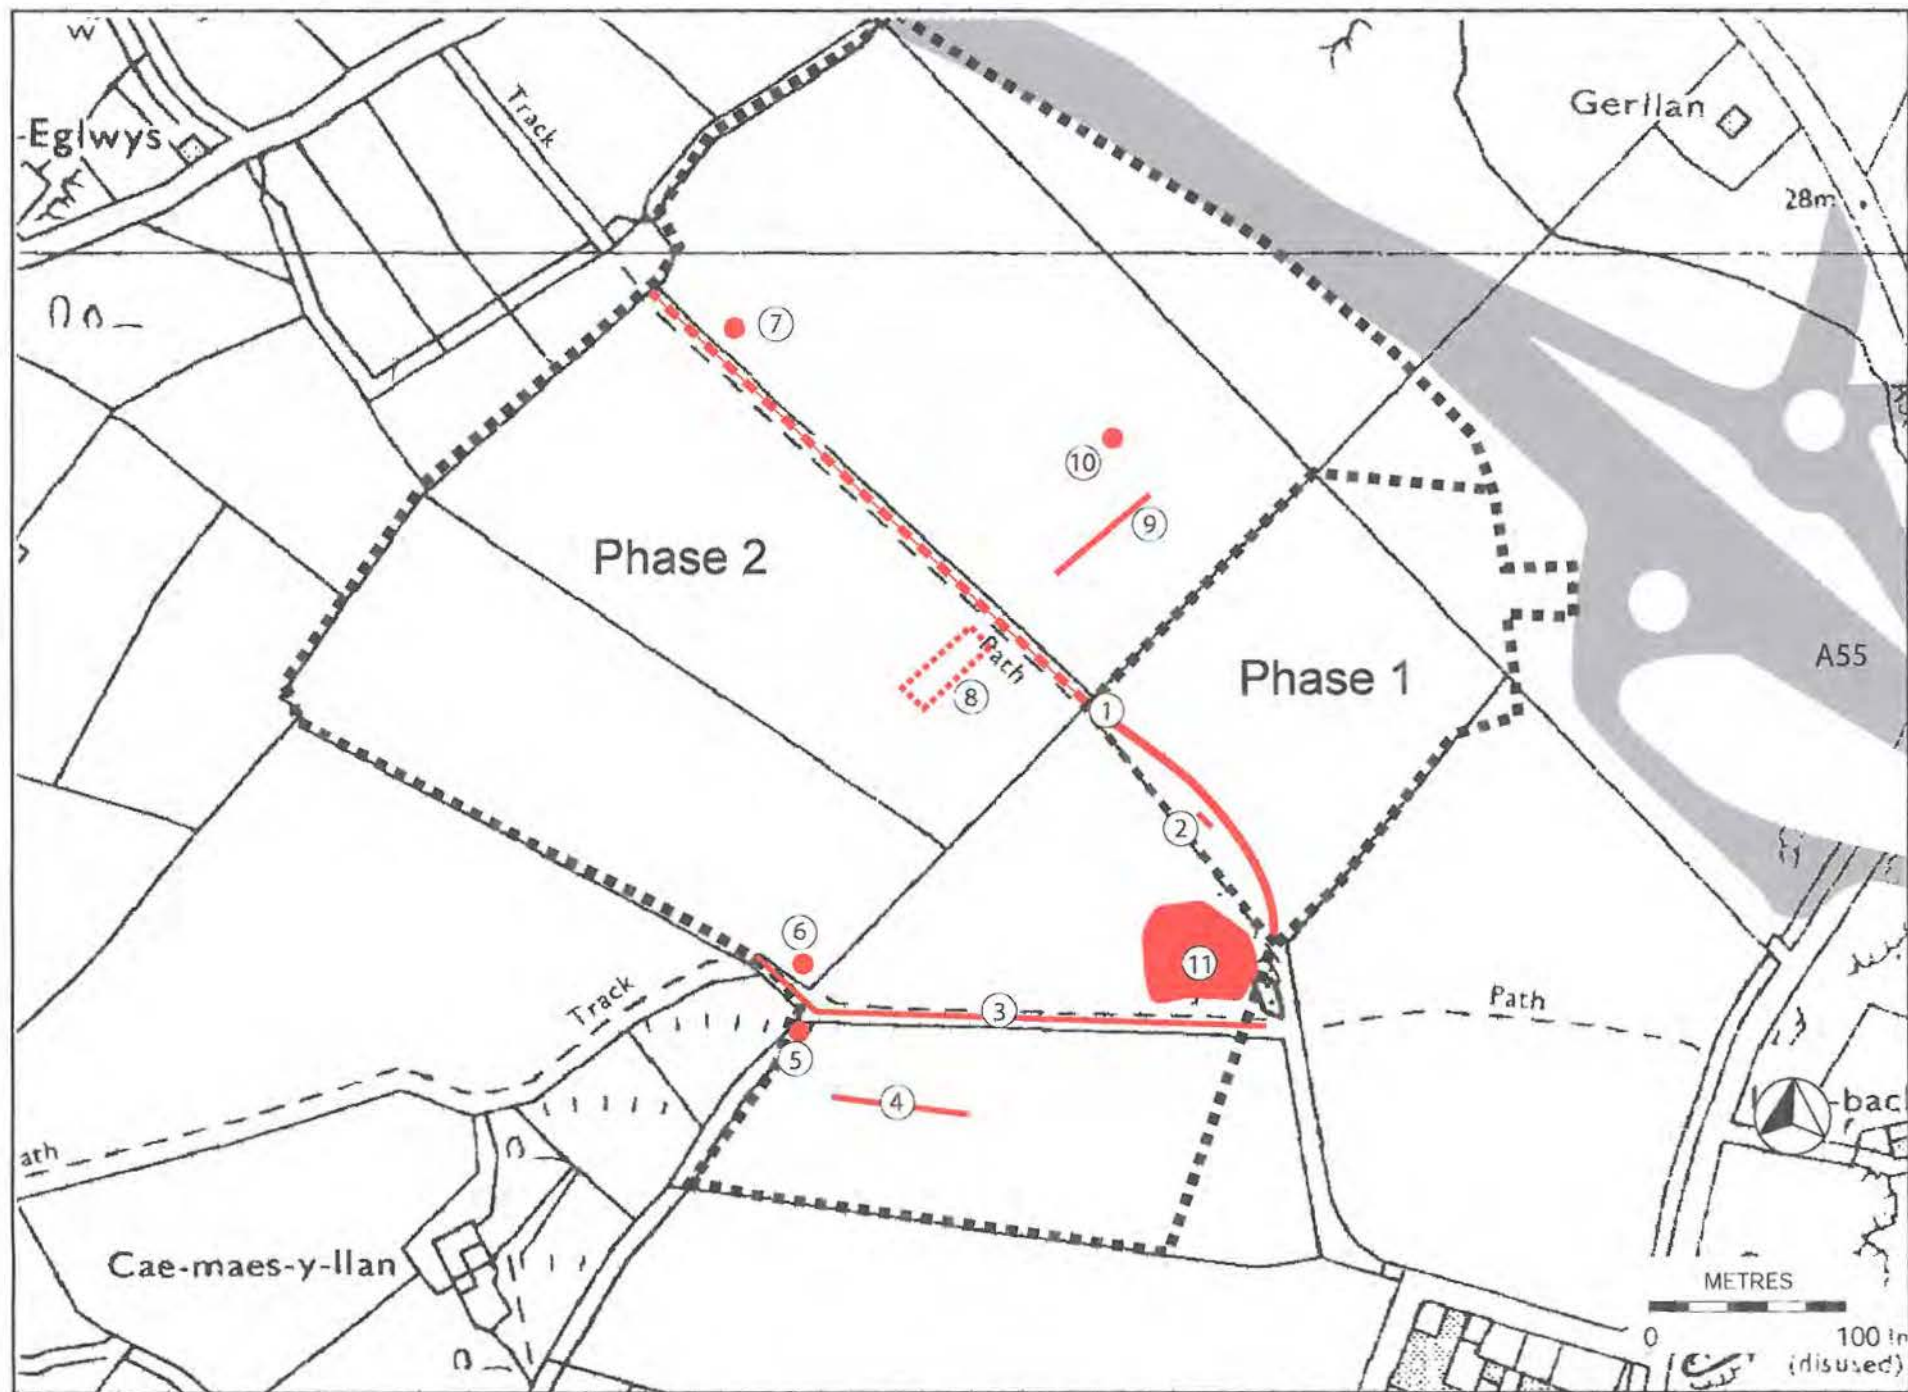 W
Track
-Eglwys
Gerllan
28m
7
10
9
Phase 2
Path
8
Phase 1
A55
1
2
6
11
Track
3
Path
5
4
-bach
ath
Cae-maes-y-llan
METRES
0
100
(disused)